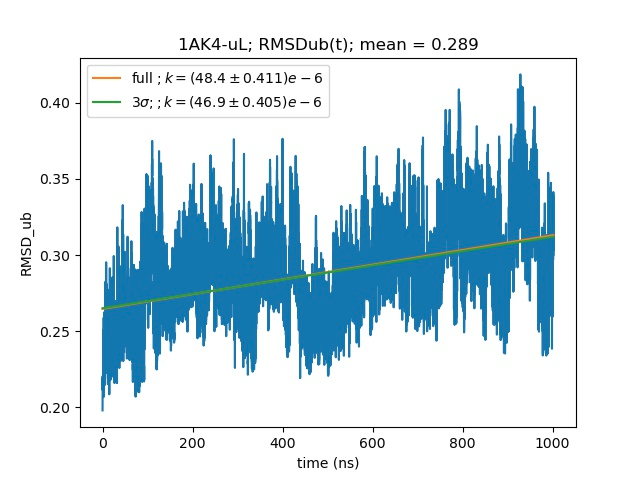 1AK4-uL; RMSDub(t); mean = 0.289
full ; k = (48.4 ± 0.411)e − 6
3σ; ; k = (46.9 ± 0.405)e − 6
RMSD_ub
0.40
0.35
0.30
0.25
0.20
0 200 400 600 800 1000
time (ns)